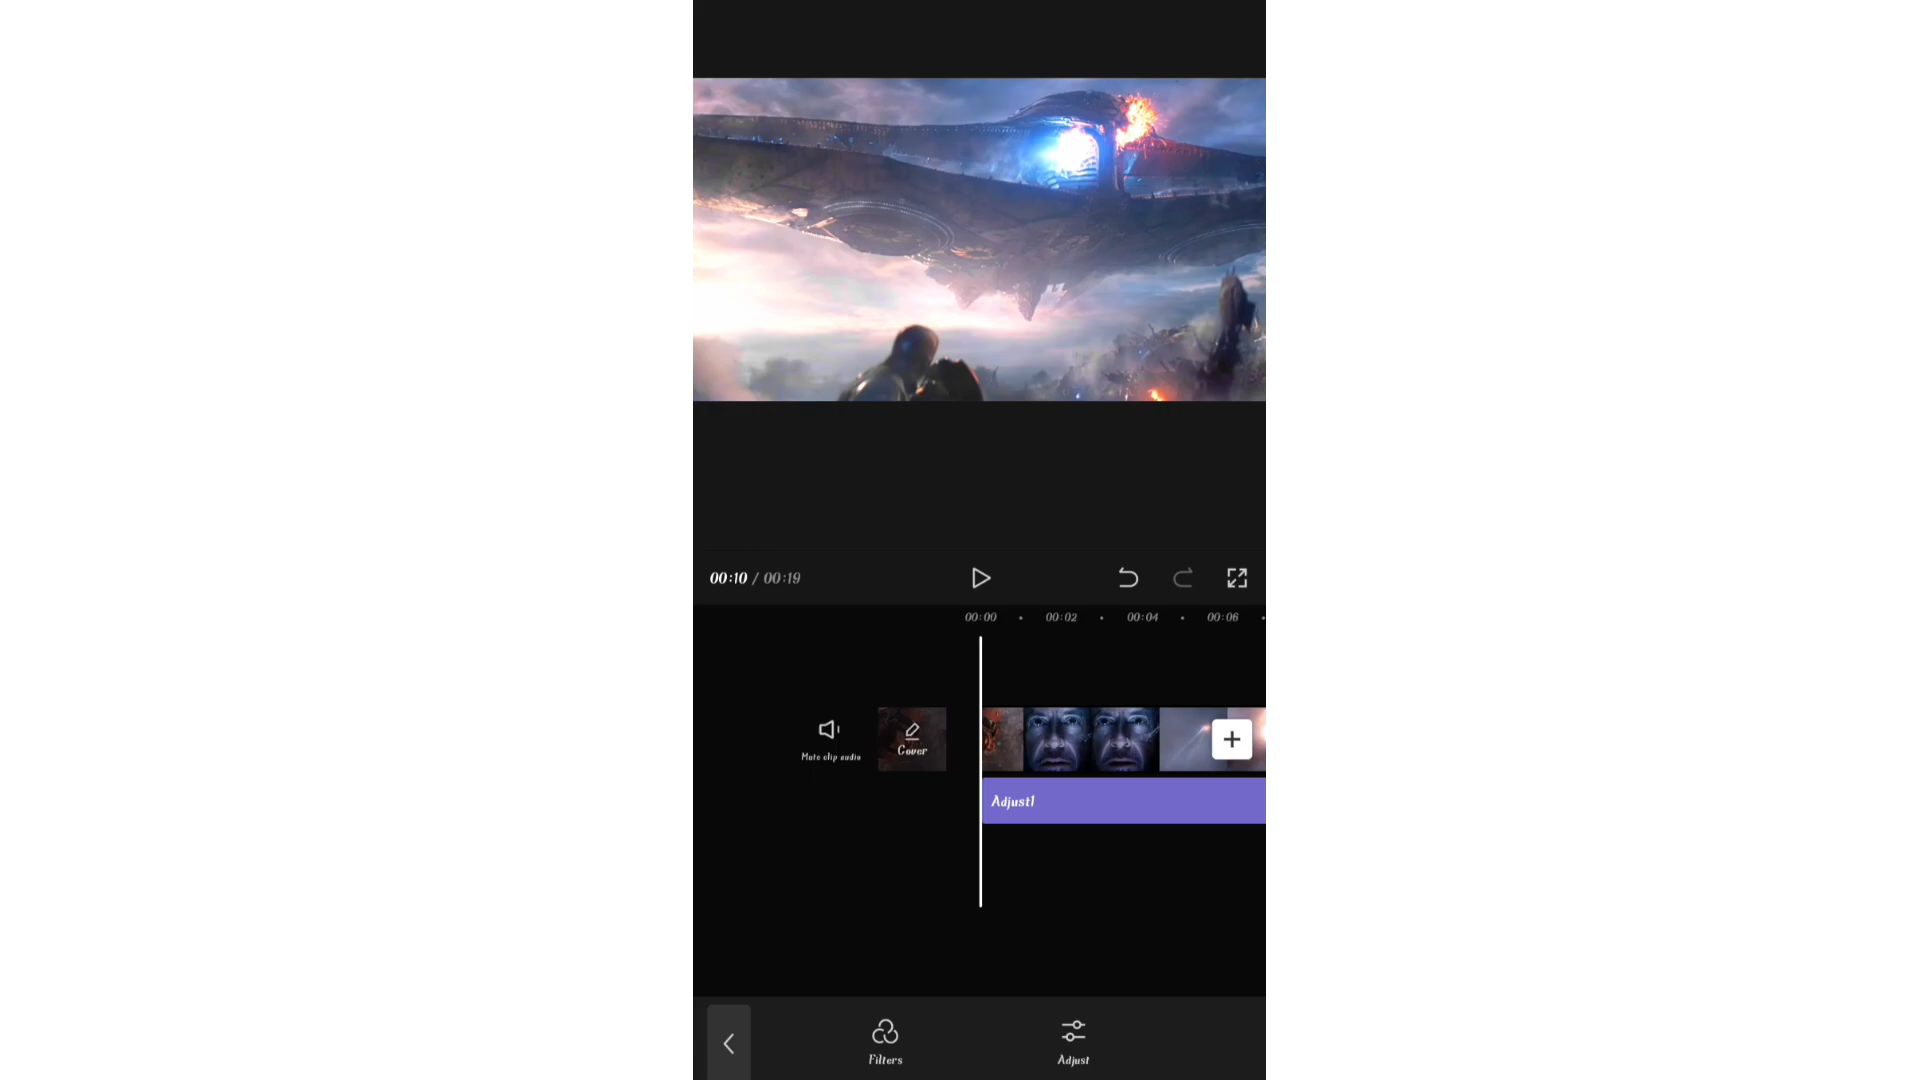 00:10 / 00:19
00:00 • 00:02 • 00:04 • 00:06 •
Mute clip audio
Cover
Adjust1
Filters
Adjust